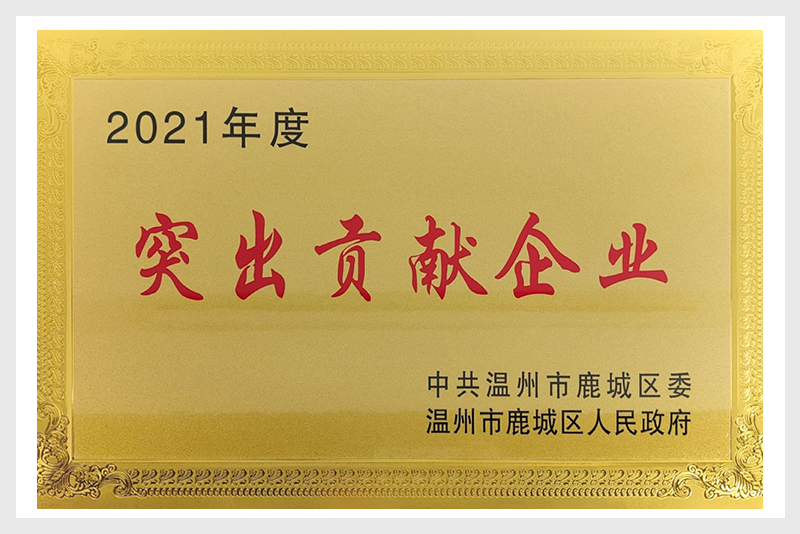 2021年度
突出贡献企业
中共温州市鹿城区委
温州市鹿城区人民政府